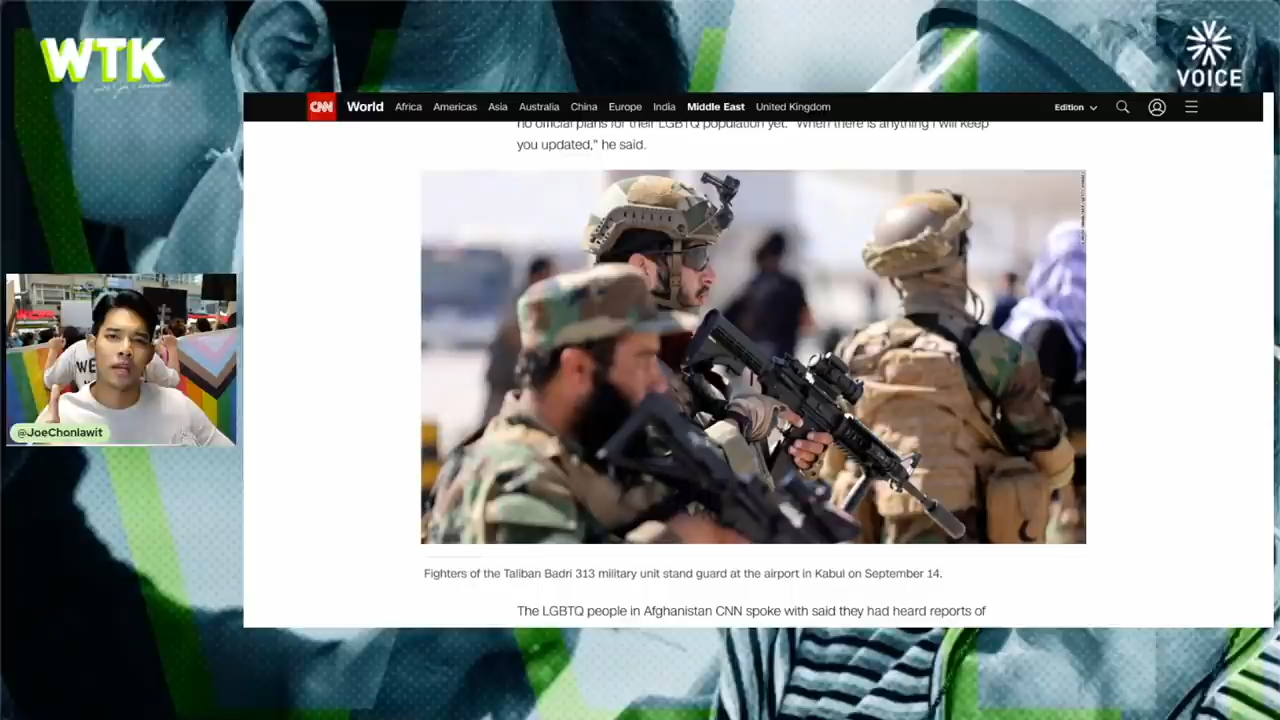 WTK
VOICE
CNN World Africa Americas Asia Australia China Europe India Middle East United Kingdom Edition
no official plans for their LGBTQ population yet. "When there is anything I will keep
you updated," he said.
WE
@JoeChonlawit
Fighters of the Taliban Badri 313 military unit stand guard at the airport in Kabul on September 14.
The LGBTQ people in Afghanistan CNN spoke with said they had heard reports of